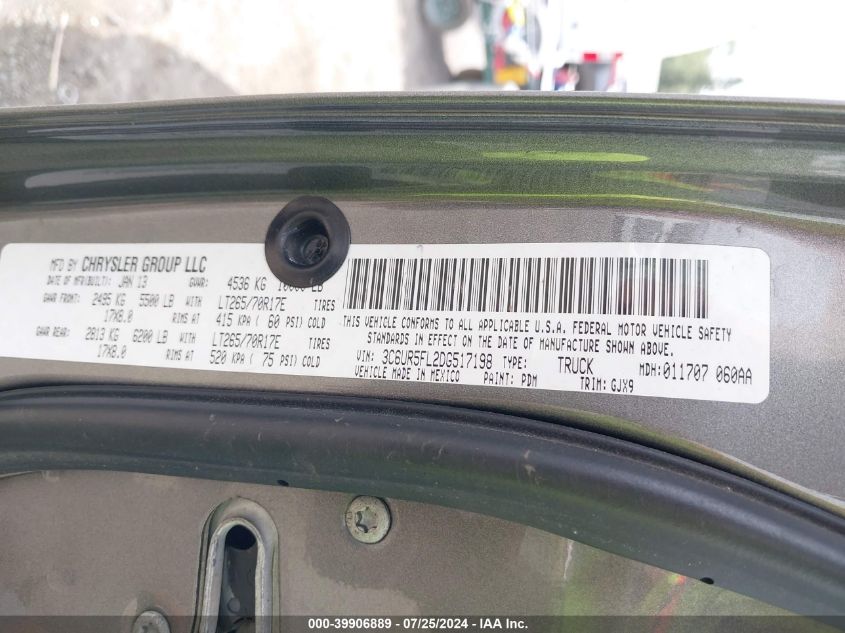 MFD BY CHRYSLER GROUP LLC
DATE OF MFR(BUILT): JAN 13 GVWR: 4536 KG LB
GAWR FRONT: 2495 KG 5500 LB WITH LT265/70R17E TIRES
17X8.0 RIMS AT 415 KPA ( 60 PSI) COLD
GAWR REAR: 2813 KG 6200 LB WITH LT265/70R17E TIRES
17X8.0 RIMS AT 520 KPA ( 75 PSI) COLD
THIS VEHICLE CONFORMS TO ALL APPLICABLE U.S.A. FEDERAL MOTOR VEHICLE SAFETY
STANDARDS IN EFFECT ON THE DATE OF MANUFACTURE SHOWN ABOVE.
VIN: 3C6UR5FL2DG517198 TYPE: TRUCK MDH: 011707 060AA
VEHICLE MADE IN MEXICO PAINT: PDM TRIM: GJX9
000-39906889 - 07/25/2024 - IAA Inc.